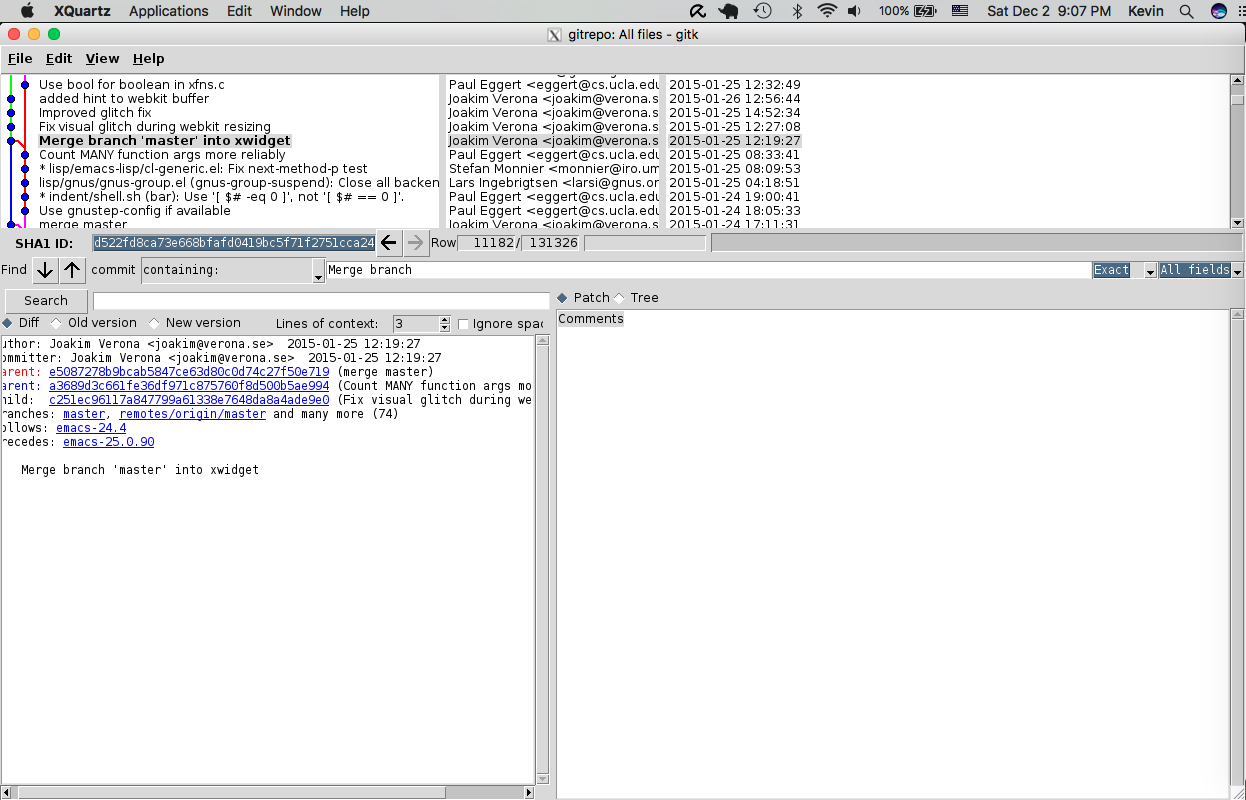 XQuartz Applications Edit Window Help 100% Sat Dec 2 9:07 PM Kevin
gitrepo: All files - gitk
File Edit View Help
Use bool for boolean in xfns.c Paul Eggert <eggert@cs.ucla.edu 2015-01-25 12:32:49
added hint to webkit buffer Joakim Verona <joakim@verona.s 2015-01-26 12:56:44
Improved glitch fix Joakim Verona <joakim@verona.s 2015-01-25 14:52:34
Fix visual glitch during webkit resizing Joakim Verona <joakim@verona.s 2015-01-25 12:27:08
Merge branch 'master' into xwidget Joakim Verona <joakim@verona.s 2015-01-25 12:19:27
Count MANY function args more reliably Paul Eggert <eggert@cs.ucla.edu 2015-01-25 08:33:41
* lisp/emacs-lisp/cl-generic.el: Fix next-method-p test Stefan Monnier <monnier@iro.um 2015-01-25 08:09:53
lisp/gnus/gnus-group.el (gnus-group-suspend): Close all backen Lars Ingebrigtsen <larsi@gnus.or 2015-01-25 04:18:51
* indent/shell.sh (bar): Use '[ $# -eq 0 ]', not '[ $# == 0 ]'. Paul Eggert <eggert@cs.ucla.edu 2015-01-24 19:00:41
Use gnustep-config if available Paul Eggert <eggert@cs.ucla.edu 2015-01-24 18:05:33
merge master Joakim Verona <joakim@verona.s 2015-01-24 17:11:31
SHA1 ID: d522fd8ca73e668bfafd0419bc5f71f2751cca24 Row 11182 / 131326
Find commit containing: Merge branch Exact All fields
Search
Patch Tree
Diff Old version New version Lines of context: 3 Ignore spac
Comments
uthor: Joakim Verona <joakim@verona.se> 2015-01-25 12:19:27
ommitter: Joakim Verona <joakim@verona.se> 2015-01-25 12:19:27
arent: e5087278b9bcab5847ce63d80c0d74c27f50e719 (merge master)
arent: a3689d3c661fe36df971c875760f8d500b5ae994 (Count MANY function args mo
hild: c251ec96117a847799a61338e7648da8a4ade9e0 (Fix visual glitch during we
ranches: master, remotes/origin/master and many more (74)
ollows: emacs-24.4
recedes: emacs-25.0.90
Merge branch 'master' into xwidget